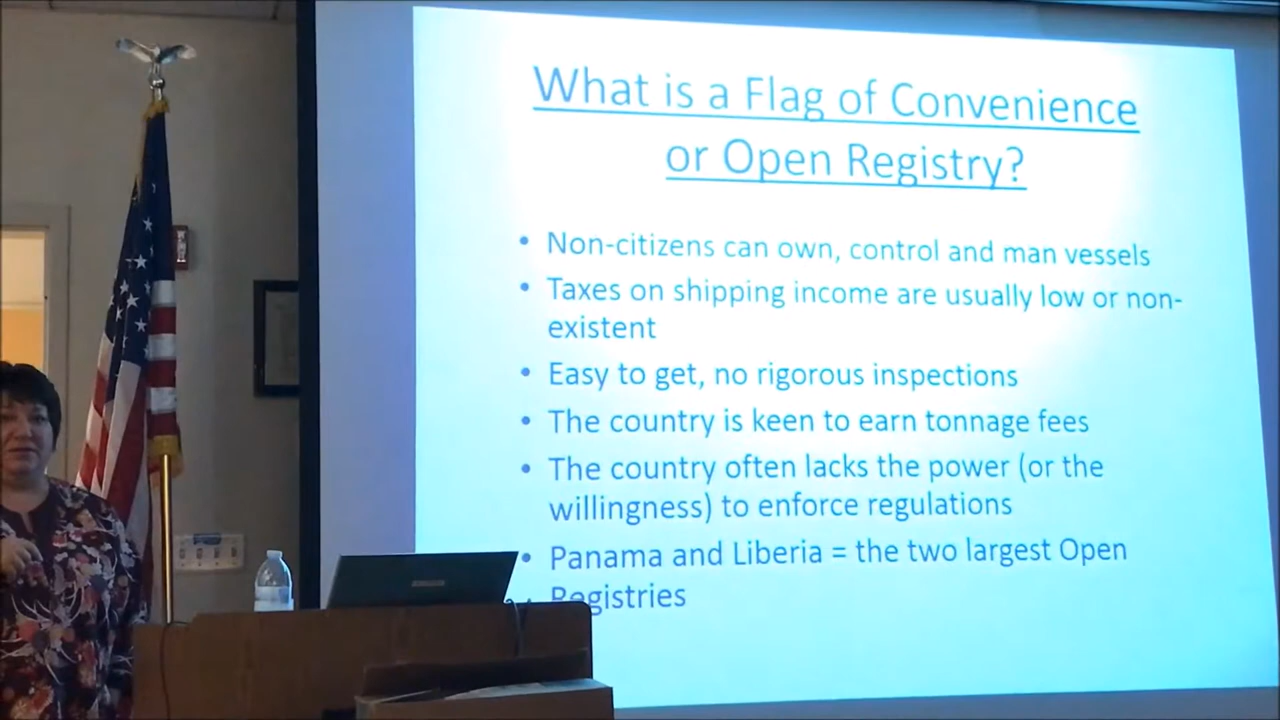 What is a Flag of Convenience
or Open Registry?
• Non-citizens can own, control and man vessels
• Taxes on shipping income are usually low or non-
existent
• Easy to get, no rigorous inspections
• The country is keen to earn tonnage fees
• The country often lacks the power (or the
willingness) to enforce regulations
• Panama and Liberia = the two largest Open
Registries